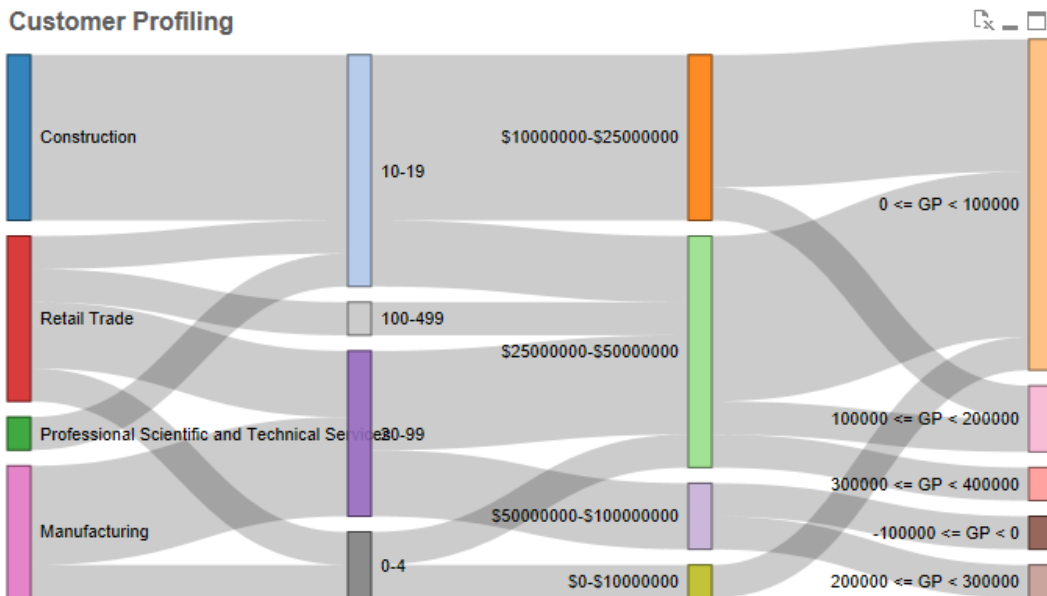 Customer Profiling
Construction
Retail Trade
Professional Scientific and Technical Services
Manufacturing
10-19
100-499
20-99
0-4
$10000000-$25000000
$25000000-$50000000
$50000000-$100000000
$0-$10000000
0 <= GP < 100000
100000 <= GP < 200000
300000 <= GP < 400000
-100000 <= GP < 0
200000 <= GP < 300000